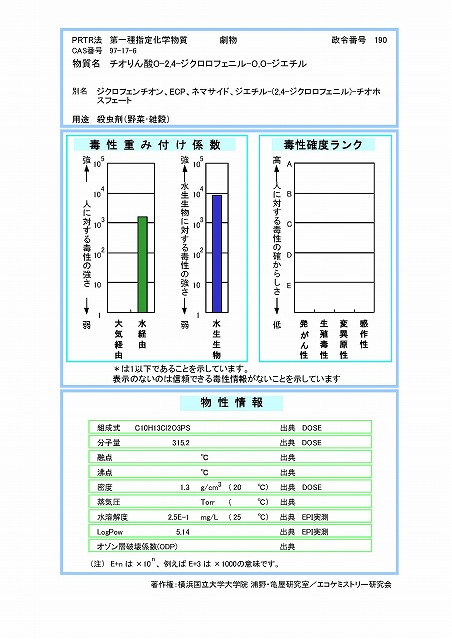 PRTR法 第一種指定化学物質 劇物 政令番号 190
CAS番号 97-17-6
物質名 チオりん酸O-2,4-ジクロロフェニル-O,O-ジエチル
別名 ジクロフェンチオン、ECP、ネマサイド、ジエチル-(2,4-ジクロロフェニル)-チオホ
スフェート
用途 殺虫剤(野菜・雑穀)
毒性重み付け係数
強
人に対する毒性の強さ
弱
10^5
10^4
10^3
10^2
10
1
大気経由
水経由
強
水生生物に対する毒性の強さ
弱
10^5
10^4
10^3
10^2
10
1
水生生物
毒性確度ランク
高
人に対する毒性の確からしさ
低
A
B
C
D
E
発がん性
生殖毒性
変異原性
感作性
*は1以下であることを示しています。
表示のないのは信頼できる毒性情報がないことを示しています
物性情報
組成式 C10H13Cl2O3PS 出典 DOSE
分子量 315.2 出典 DOSE
融点 ℃ 出典
沸点 ℃ 出典
密度 1.3 g/cm3 (20 ℃) 出典 DOSE
蒸気圧 Torr ( ℃) 出典
水溶解度 2.5E-1 mg/L (25 ℃) 出典 EPI実測
LogPow 5.14 出典 EPI実測
オゾン層破壊係数(ODP) 出典
(注) E+n は ×10^n、例えば E+3 は ×1000の意味です。
著作権:横浜国立大学大学院 浦野・亀屋研究室/エコケミストリー研究会